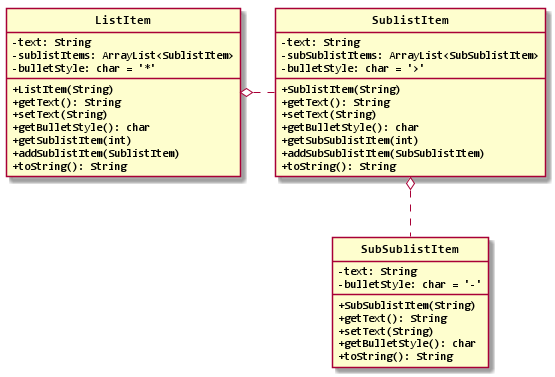 ListItem
-text: String
-sublistItems: ArrayList<SublistItem>
-bulletStyle: char = '*'
+ListItem(String)
+getText(): String
+setText(String)
+getBulletStyle(): char
+getSublistItem(int)
+addSublistItem(SublistItem)
+toString(): String
SublistItem
-text: String
-subSublistItems: ArrayList<SubSublistItem>
-bulletStyle: char = '>'
+SublistItem(String)
+getText(): String
+setText(String)
+getBulletStyle(): char
+getSubSublistItem(int)
+addSubSublistItem(SubSublistItem)
+toString(): String
SubSublistItem
-text: String
-bulletStyle: char = '-'
+SubSublistItem(String)
+getText(): String
+setText(String)
+getBulletStyle(): char
+toString(): String